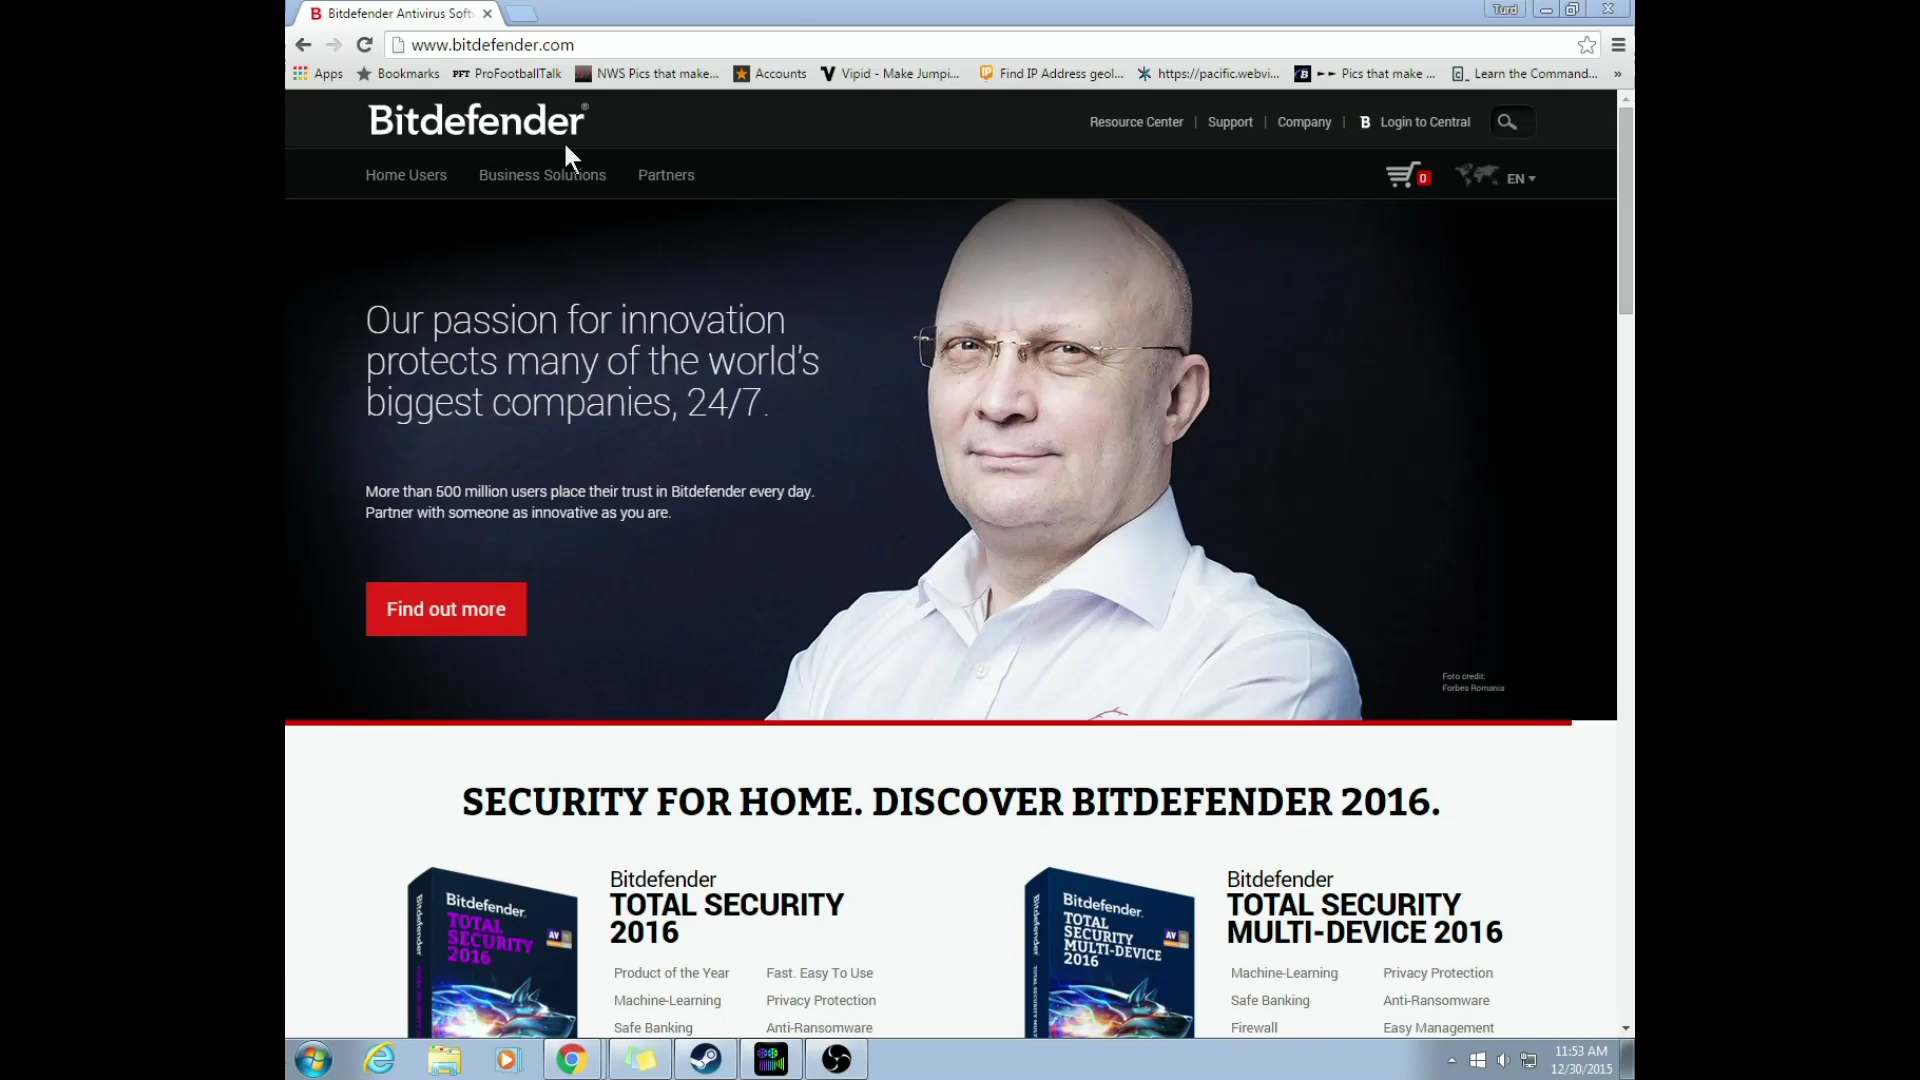 Bitdefender Antivirus Soft
Turd
www.bitdefender.com
Apps
Bookmarks
PFT ProFootballTalk
NWS Pics that make...
Accounts
Vipid - Make Jumpi...
Find IP Address geol...
https://pacific.webvi...
Pics that make ...
Learn the Command...
»
Bitdefender®
Resource Center | Support | Company | B Login to Central
Home Users
Business Solutions
Partners
0
EN
Our passion for innovation
protects many of the world's
biggest companies, 24/7.
More than 500 million users place their trust in Bitdefender every day.
Partner with someone as innovative as you are.
Find out more
Foto credit:
Forbes Romania
SECURITY FOR HOME. DISCOVER BITDEFENDER 2016.
Bitdefender
TOTAL
SECURITY
2016
AV
Bitdefender
Bitdefender
TOTAL SECURITY
2016
Product of the Year
Fast. Easy To Use
Machine-Learning
Privacy Protection
Safe Banking
Anti-Ransomware
Bitdefender
TOTAL
SECURITY
MULTI-DEVICE
2016
AV
Bitdefender
Bitdefender
TOTAL SECURITY
MULTI-DEVICE 2016
Machine-Learning
Privacy Protection
Safe Banking
Anti-Ransomware
Firewall
Easy Management
11:53 AM
12/30/2015